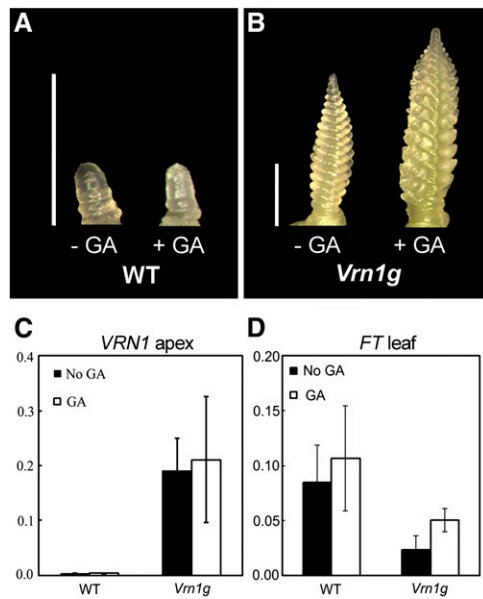 A
B
- GA + GA
WT
- GA + GA
Vrn1g
C VRN1 apex
0.4
0.3
0.2
0.1
0.0
No GA
GA
WT Vrn1g
D FT leaf
0.20
0.15
0.10
0.05
0.00
No GA
GA
WT Vrn1g